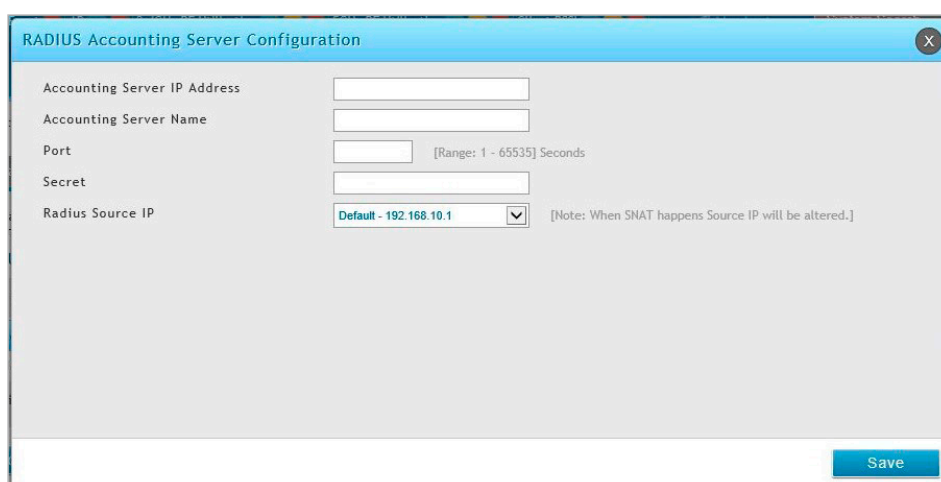 RADIUS Accounting Server Configuration
X
Accounting Server IP Address
Accounting Server Name
Port [Range: 1 - 65535] Seconds
Secret
Radius Source IP Default - 192.168.10.1 [Note: When SNAT happens Source IP will be altered.]
Save